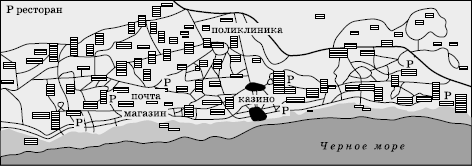 Р ресторан
поликлиника
Р
Р
Р
Р
почта
казино
Р
магазин
Р
Черное море